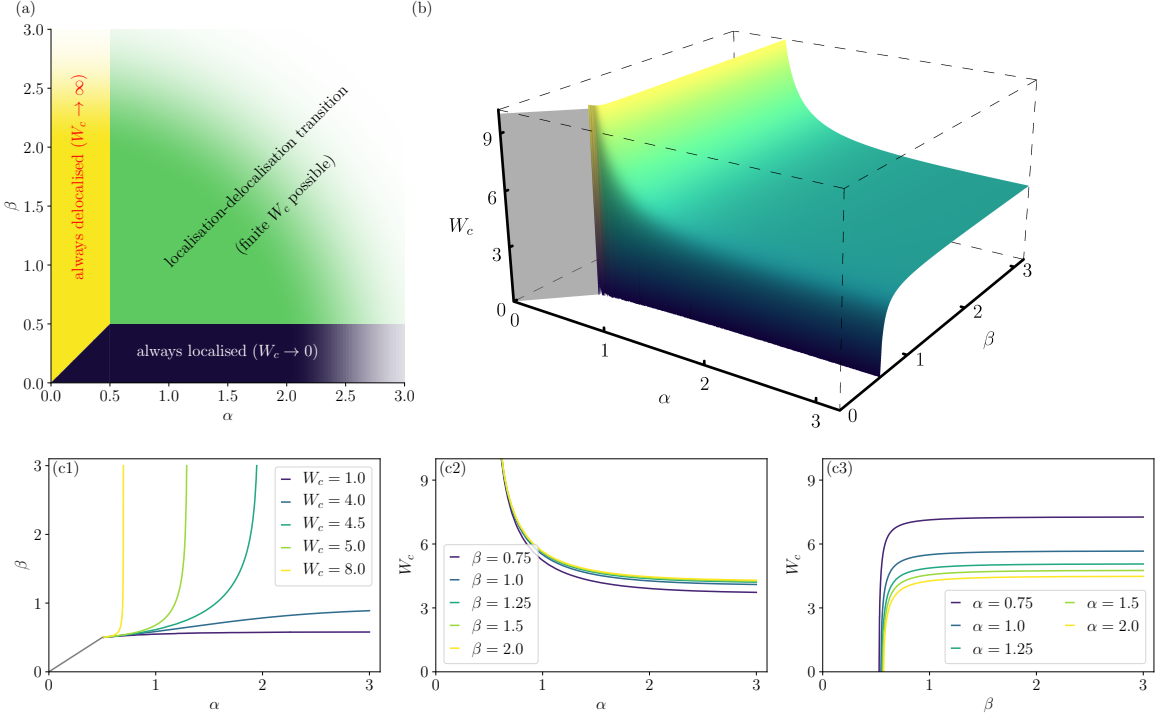 (a)
3.0
2.5
2.0
1.5
1.0
0.5
0.0
β
always delocalised (W_c → ∞)
localisation-delocalisation transition
(finite W_c possible)
always localised (W_c → 0)
0.0 0.5 1.0 1.5 2.0 2.5 3.0
α
(b)
9
6
W_c
3
0
0
1
2
3
α
0
1
2
3
β
(c1)
3
2
β
1
0
W_c = 1.0
W_c = 4.0
W_c = 4.5
W_c = 5.0
W_c = 8.0
0 1 2 3
α
(c2)
9
6
W_c
3
0
β = 0.75
β = 1.0
β = 1.25
β = 1.5
β = 2.0
0 1 2 3
α
(c3)
9
6
W_c
3
0
α = 0.75
α = 1.0
α = 1.25
α = 1.5
α = 2.0
0 1 2 3
β